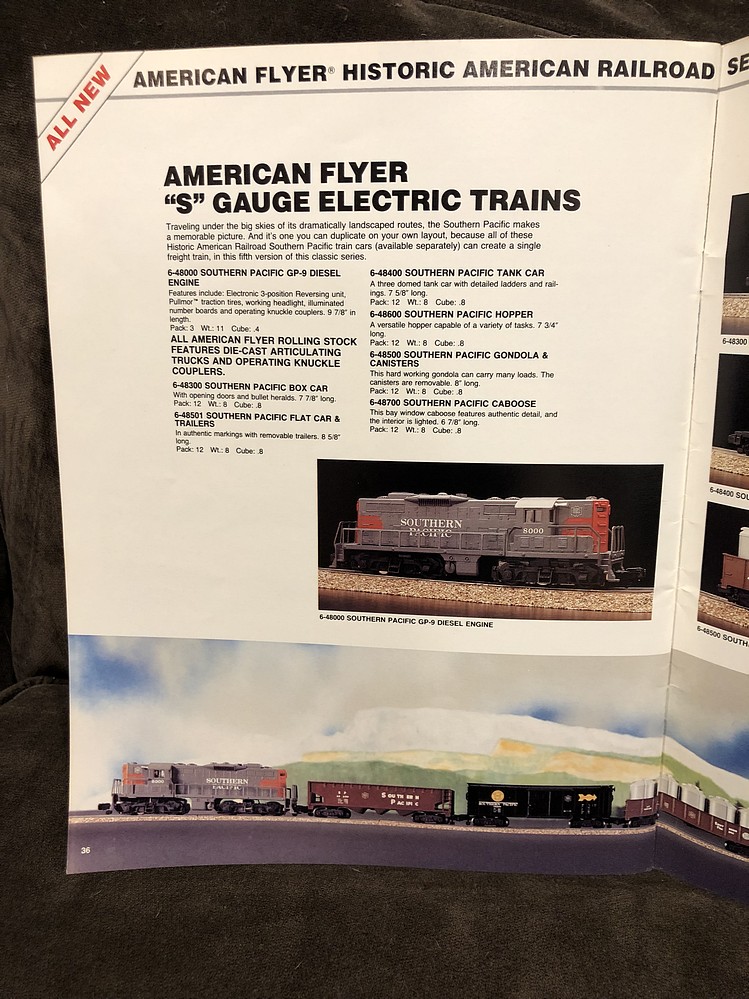 ALL NEW
AMERICAN FLYER® HISTORIC AMERICAN RAILROAD SE
AMERICAN FLYER
“S” GAUGE ELECTRIC TRAINS
Traveling under the big skies of its dramatically landscaped routes, the Southern Pacific makes
a memorable picture. And it's one you can duplicate on your own layout, because all of these
Historic American Railroad Southern Pacific train cars (available separately) can create a single
freight train, in this fifth version of this classic series.
6-48000 SOUTHERN PACIFIC GP-9 DIESEL
ENGINE
Features include: Electronic 3-position Reversing unit,
Pullmor™ traction tires, working headlight, illuminated
number boards and operating knuckle couplers. 9 7/8" in
length.
Pack: 3 Wt.: 11 Cube: .4
ALL AMERICAN FLYER ROLLING STOCK
FEATURES DIE-CAST ARTICULATING
TRUCKS AND OPERATING KNUCKLE
COUPLERS.
6-48300 SOUTHERN PACIFIC BOX CAR
With opening doors and bullet heralds. 7 7/8" long.
Pack: 12 Wt.: 8 Cube: .8
6-48501 SOUTHERN PACIFIC FLAT CAR &
TRAILERS
In authentic markings with removable trailers. 8 5/8"
long.
Pack: 12 Wt.: 8 Cube: .8
6-48400 SOUTHERN PACIFIC TANK CAR
A three domed tank car with detailed ladders and rail-
ings. 7 5/8" long.
Pack: 12 Wt.: 8 Cube: .8
6-48600 SOUTHERN PACIFIC HOPPER
A versatile hopper capable of a variety of tasks. 7 3/4"
long.
Pack: 12 Wt.: 8 Cube: .8
6-48500 SOUTHERN PACIFIC GONDOLA &
CANISTERS
This hard working gondola can carry many loads. The
canisters are removable. 8" long.
Pack: 12 Wt.: 8 Cube: .8
6-48700 SOUTHERN PACIFIC CABOOSE
This bay window caboose features authentic detail, and
the interior is lighted. 6 7/8" long.
Pack: 12 Wt.: 8 Cube: .8
SOUTHERN
PACIFIC
8000
6-48000 SOUTHERN PACIFIC GP-9 DIESEL ENGINE
6-48300
6-48400 SOU
6-48500 SOUTH
8000
SOUTHERN
PACIFIC
S P
SOUTHERN
PACIFIC
SOUTHERN PACIFIC
36